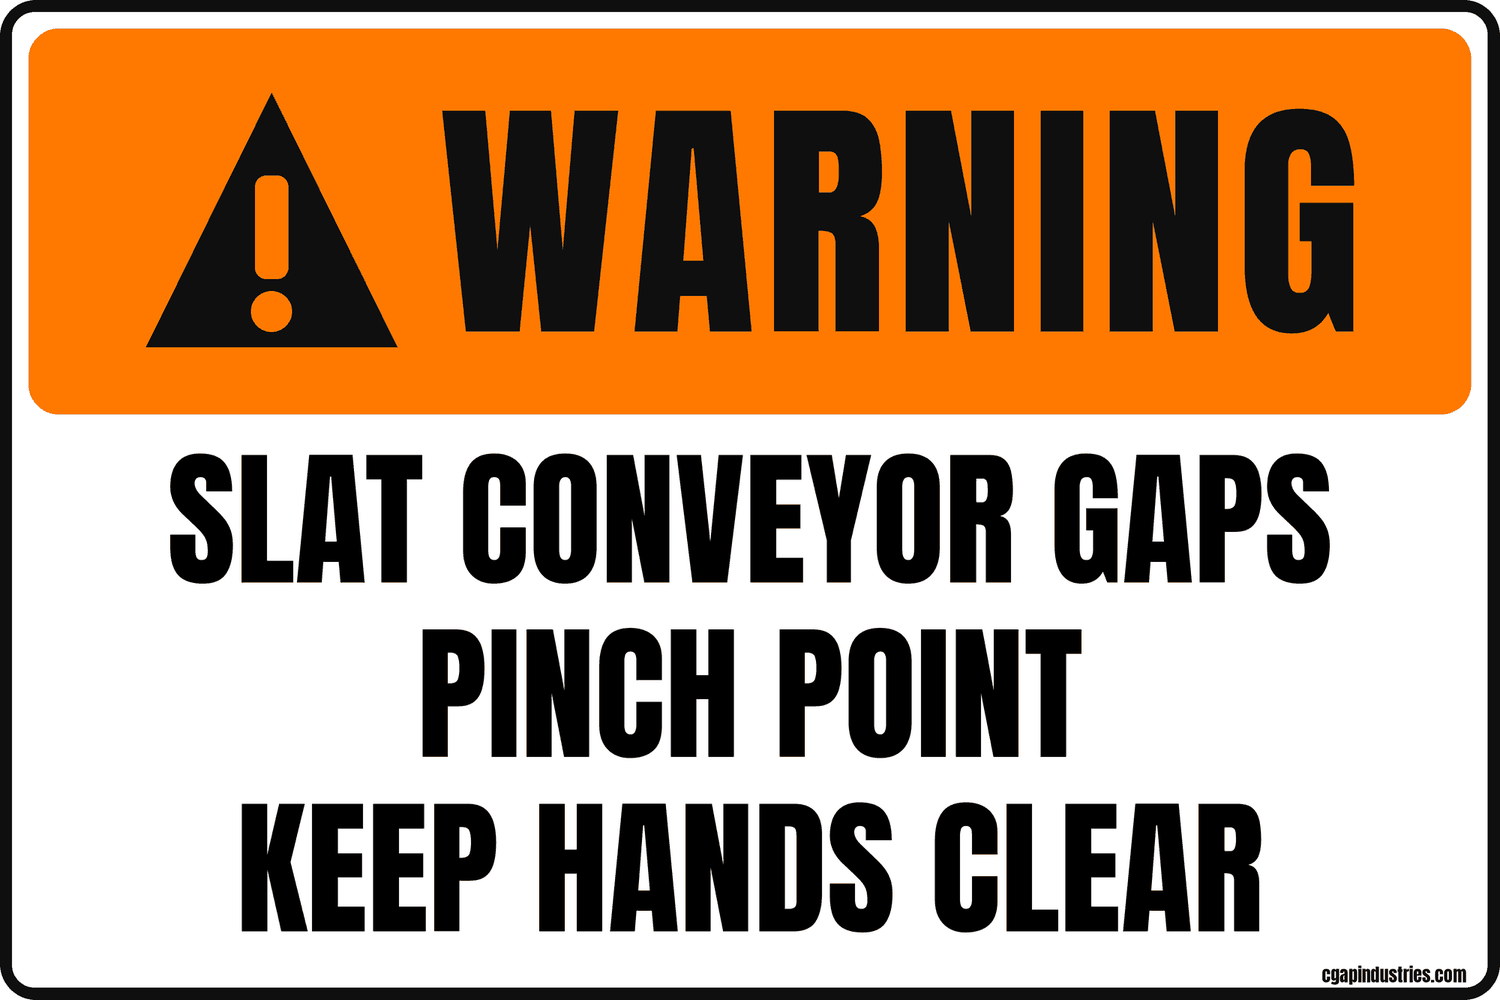 WARNING
SLAT CONVEYOR GAPS
PINCH POINT
KEEP HANDS CLEAR
cgapindustries.com